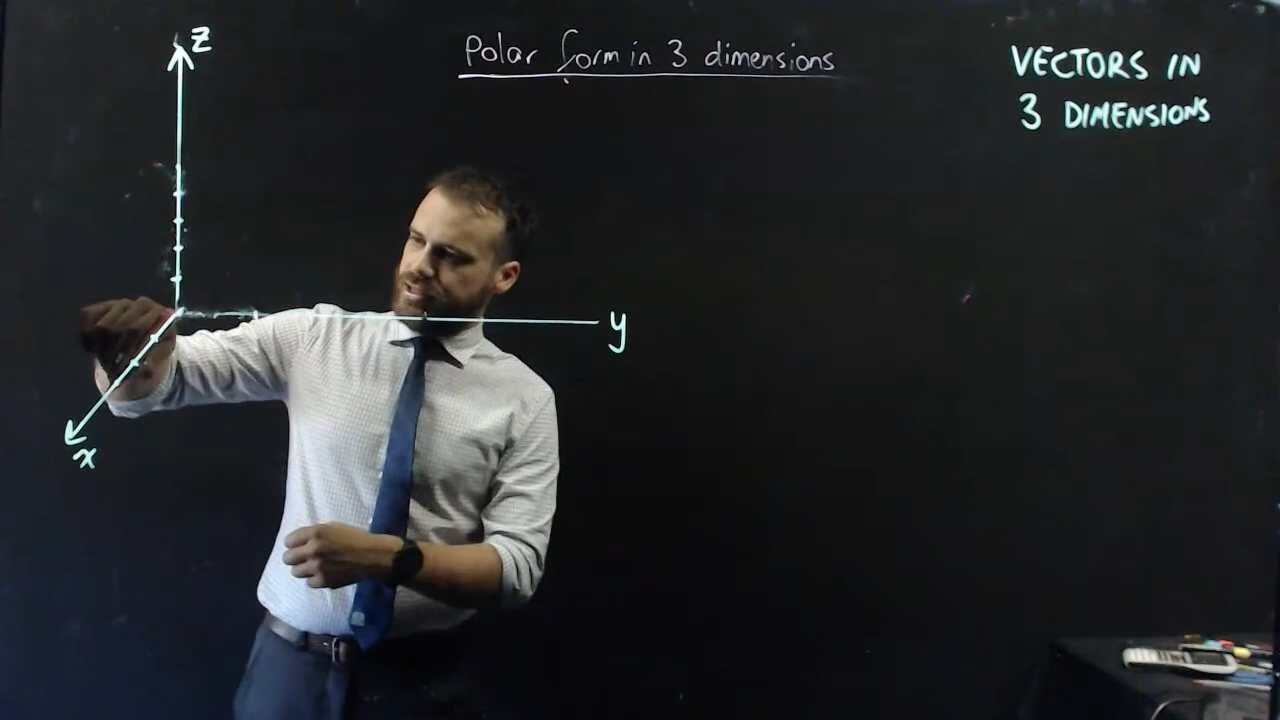 Polar form in 3 dimensions
VECTORS IN
3 DIMENSIONS
z
y
x